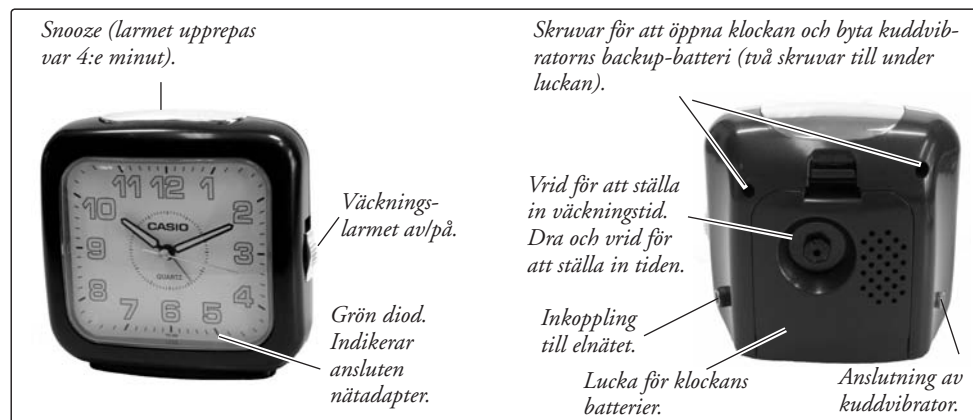 Snooze (larmet upprepas
var 4:e minut).
Väcknings-
larmet av/på.
Grön diod.
Indikerar
ansluten
nätadapter.
11 12 1
10 2
9 3
8 4
7 6 5
CASIO
QUARTZ
Skruvar för att öppna klockan och byta kuddvib-
ratorns backup-batteri (två skruvar till under
luckan).
Vrid för att ställa
in väckningstid.
Dra och vrid för
att ställa in tiden.
Inkoppling
till elnätet.
Lucka för klockans
batterier.
Anslutning av
kuddvibrator.